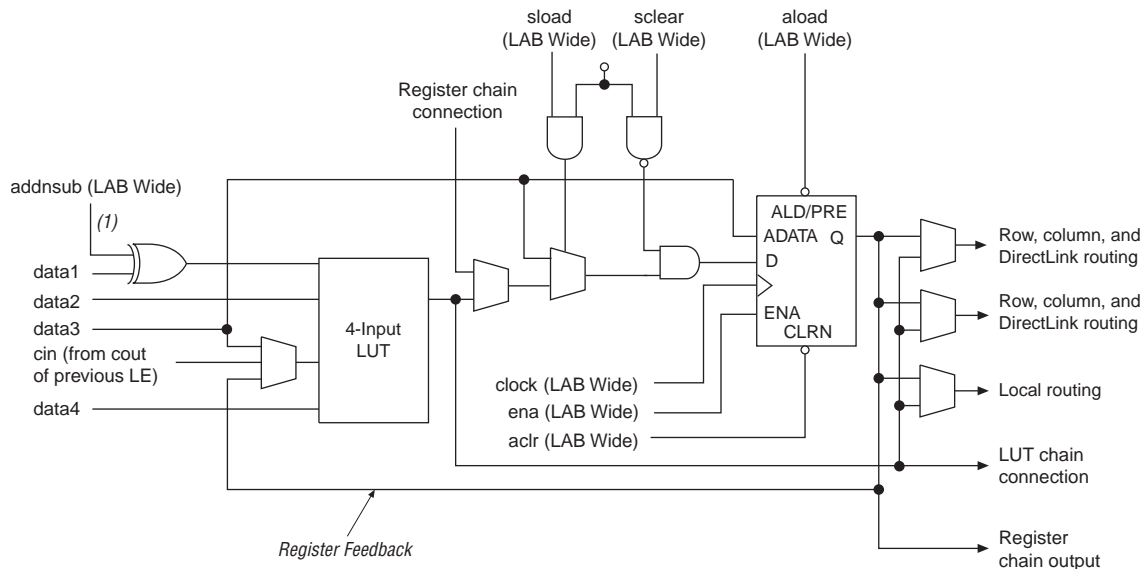 sload
(LAB Wide)
sclear
(LAB Wide)
aload
(LAB Wide)
Register chain
connection
addnsub (LAB Wide)
(1)
data1
data2
data3
cin (from cout
of previous LE)
data4
4-Input
LUT
ALD/PRE
ADATA Q
D
ENA
CLRN
clock (LAB Wide)
ena (LAB Wide)
aclr (LAB Wide)
Row, column, and
DirectLink routing
Row, column, and
DirectLink routing
Local routing
LUT chain
connection
Register
chain output
Register Feedback